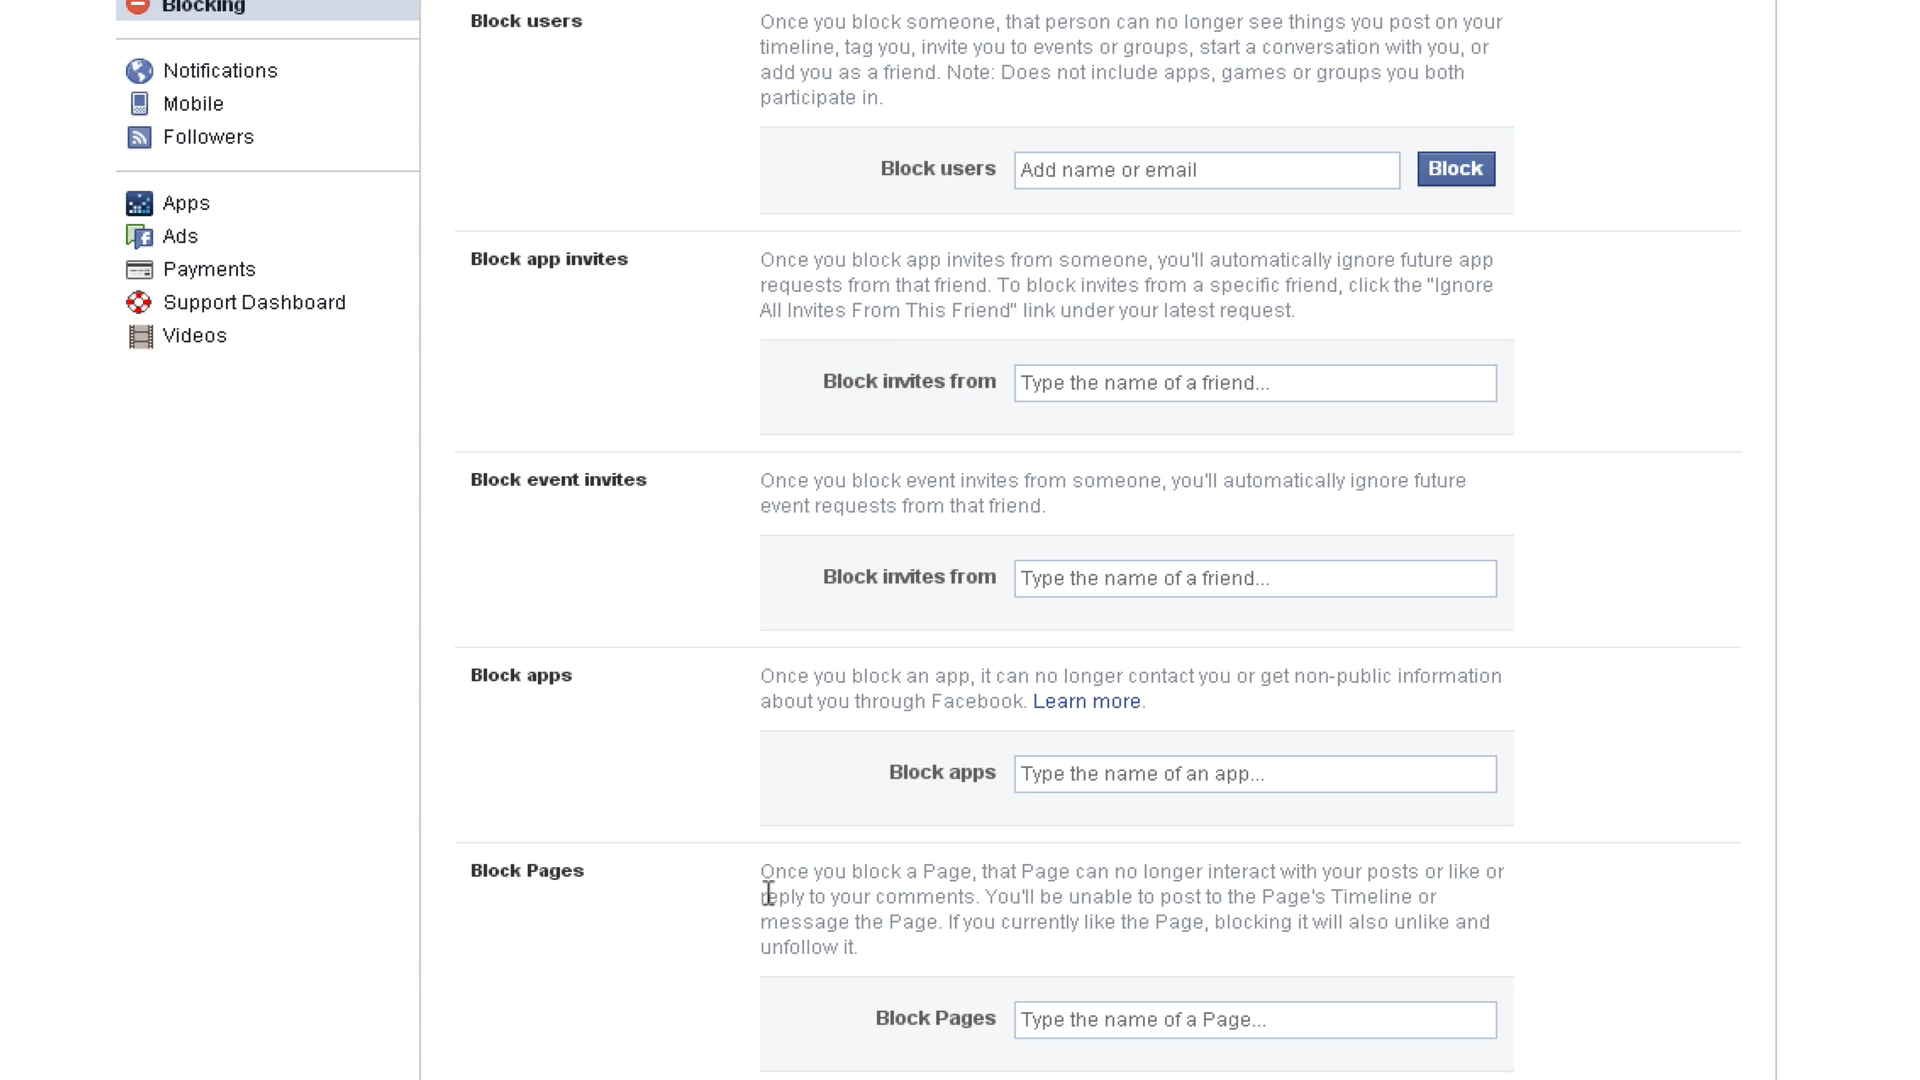 Blocking
Notifications
Mobile
Followers
Apps
Ads
Payments
Support Dashboard
Videos
Block users
Once you block someone, that person can no longer see things you post on your
timeline, tag you, invite you to events or groups, start a conversation with you, or
add you as a friend. Note: Does not include apps, games or groups you both
participate in.
Block users Add name or email Block
Block app invites
Once you block app invites from someone, you'll automatically ignore future app
requests from that friend. To block invites from a specific friend, click the "Ignore
All Invites From This Friend" link under your latest request.
Block invites from Type the name of a friend...
Block event invites
Once you block event invites from someone, you'll automatically ignore future
event requests from that friend.
Block invites from Type the name of a friend...
Block apps
Once you block an app, it can no longer contact you or get non-public information
about you through Facebook. Learn more.
Block apps Type the name of an app...
Block Pages
Once you block a Page, that Page can no longer interact with your posts or like or
reply to your comments. You'll be unable to post to the Page's Timeline or
message the Page. If you currently like the Page, blocking it will also unlike and
unfollow it.
Block Pages Type the name of a Page...